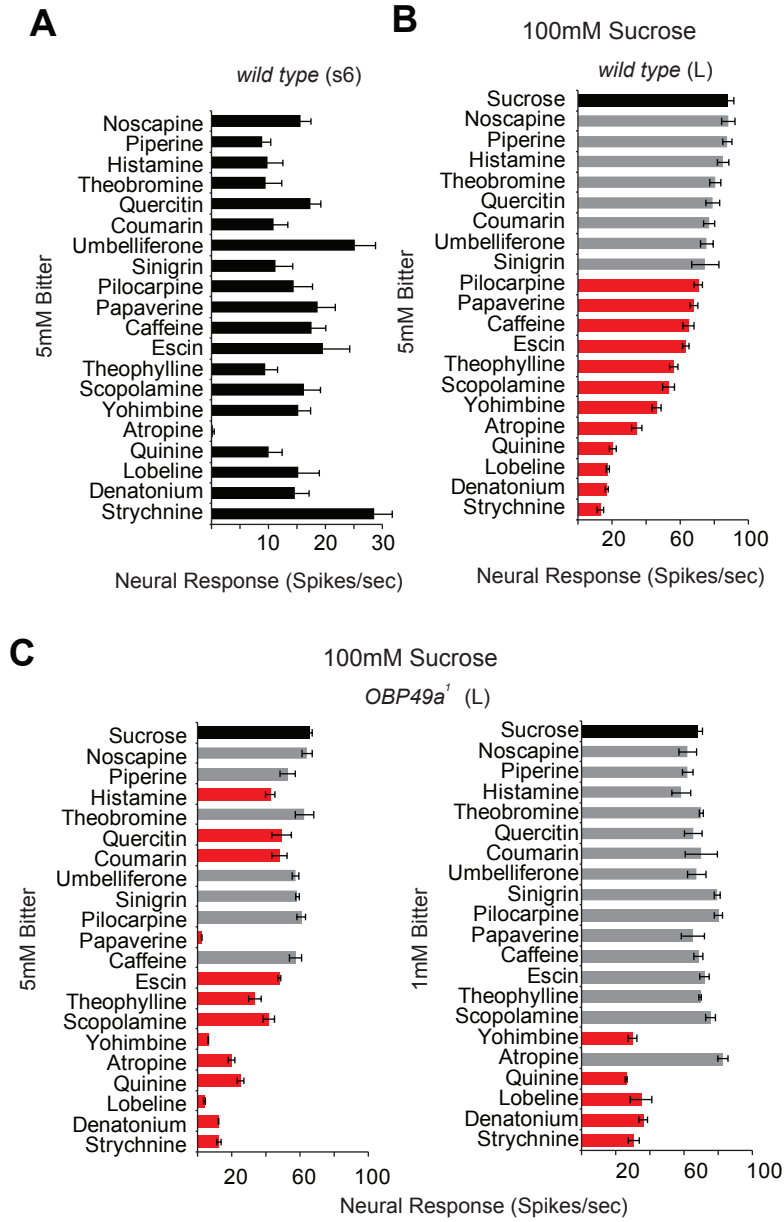 A
wild type (s6)
5mM Bitter
Noscapine
Piperine
Histamine
Theobromine
Quercitin
Coumarin
Umbelliferone
Sinigrin
Pilocarpine
Papaverine
Caffeine
Escin
Theophylline
Scopolamine
Yohimbine
Atropine
Quinine
Lobeline
Denatonium
Strychnine
10 20 30
Neural Response (Spikes/sec)
B
100mM Sucrose
wild type (L)
5mM Bitter
Sucrose
Noscapine
Piperine
Histamine
Theobromine
Quercitin
Coumarin
Umbelliferone
Sinigrin
Pilocarpine
Papaverine
Caffeine
Escin
Theophylline
Scopolamine
Yohimbine
Atropine
Quinine
Lobeline
Denatonium
Strychnine
20 60 100
Neural Response (Spikes/sec)
C
100mM Sucrose
OBP49a¹ (L)
5mM Bitter
Sucrose
Noscapine
Piperine
Histamine
Theobromine
Quercitin
Coumarin
Umbelliferone
Sinigrin
Pilocarpine
Papaverine
Caffeine
Escin
Theophylline
Scopolamine
Yohimbine
Atropine
Quinine
Lobeline
Denatonium
Strychnine
20 60 100
1mM Bitter
Sucrose
Noscapine
Piperine
Histamine
Theobromine
Quercitin
Coumarin
Umbelliferone
Sinigrin
Pilocarpine
Papaverine
Caffeine
Escin
Theophylline
Scopolamine
Yohimbine
Atropine
Quinine
Lobeline
Denatonium
Strychnine
20 60 100
Neural Response (Spikes/sec)